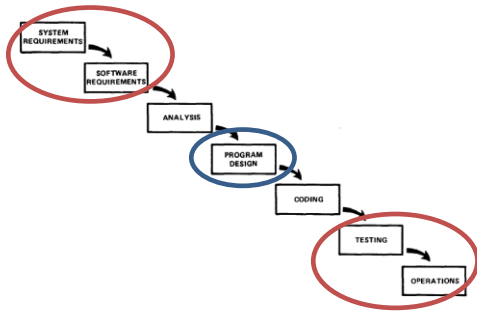 SYSTEM
REQUIREMENTS
SOFTWARE
REQUIREMENTS
ANALYSIS
PROGRAM
DESIGN
CODING
TESTING
OPERATIONS